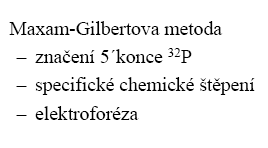 Maxam-Gilbertova metoda
– značení 5´konce ³²P
– specifické chemické štěpení
– elektroforéza